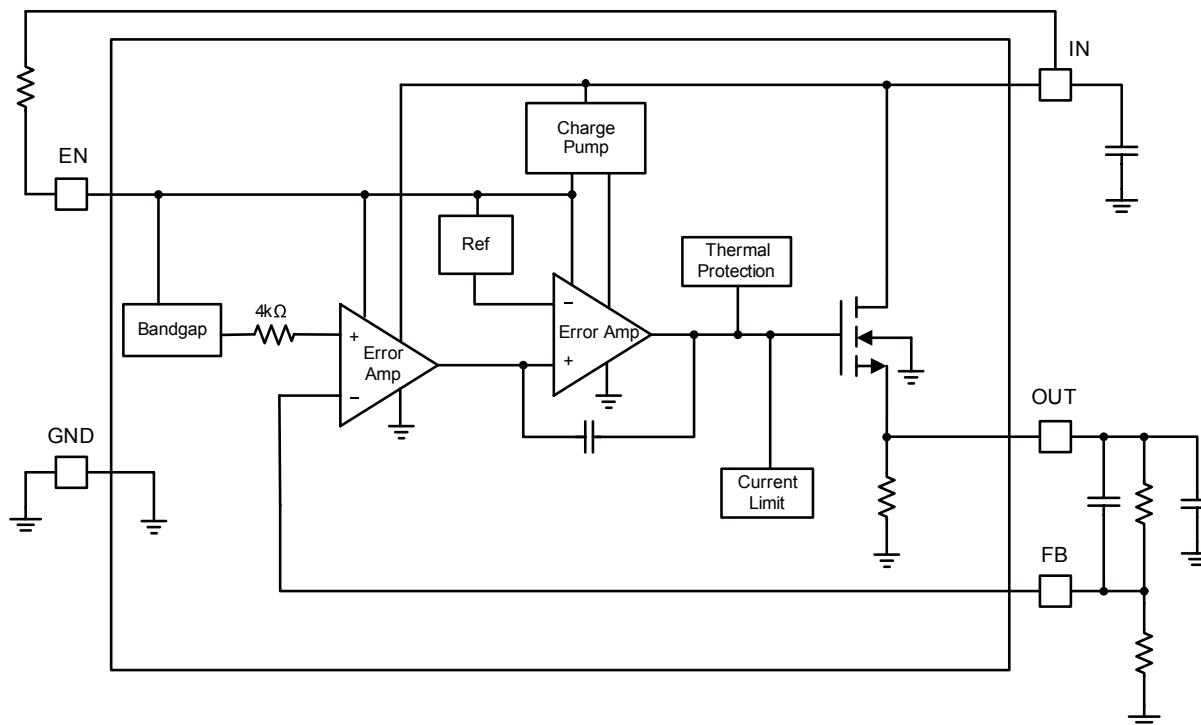 IN
Charge
Pump
EN
Ref
Thermal
Protection
4kΩ
−
Bandgap
+
Error
Amp
−
Error Amp
+
OUT
GND
Current
Limit
FB